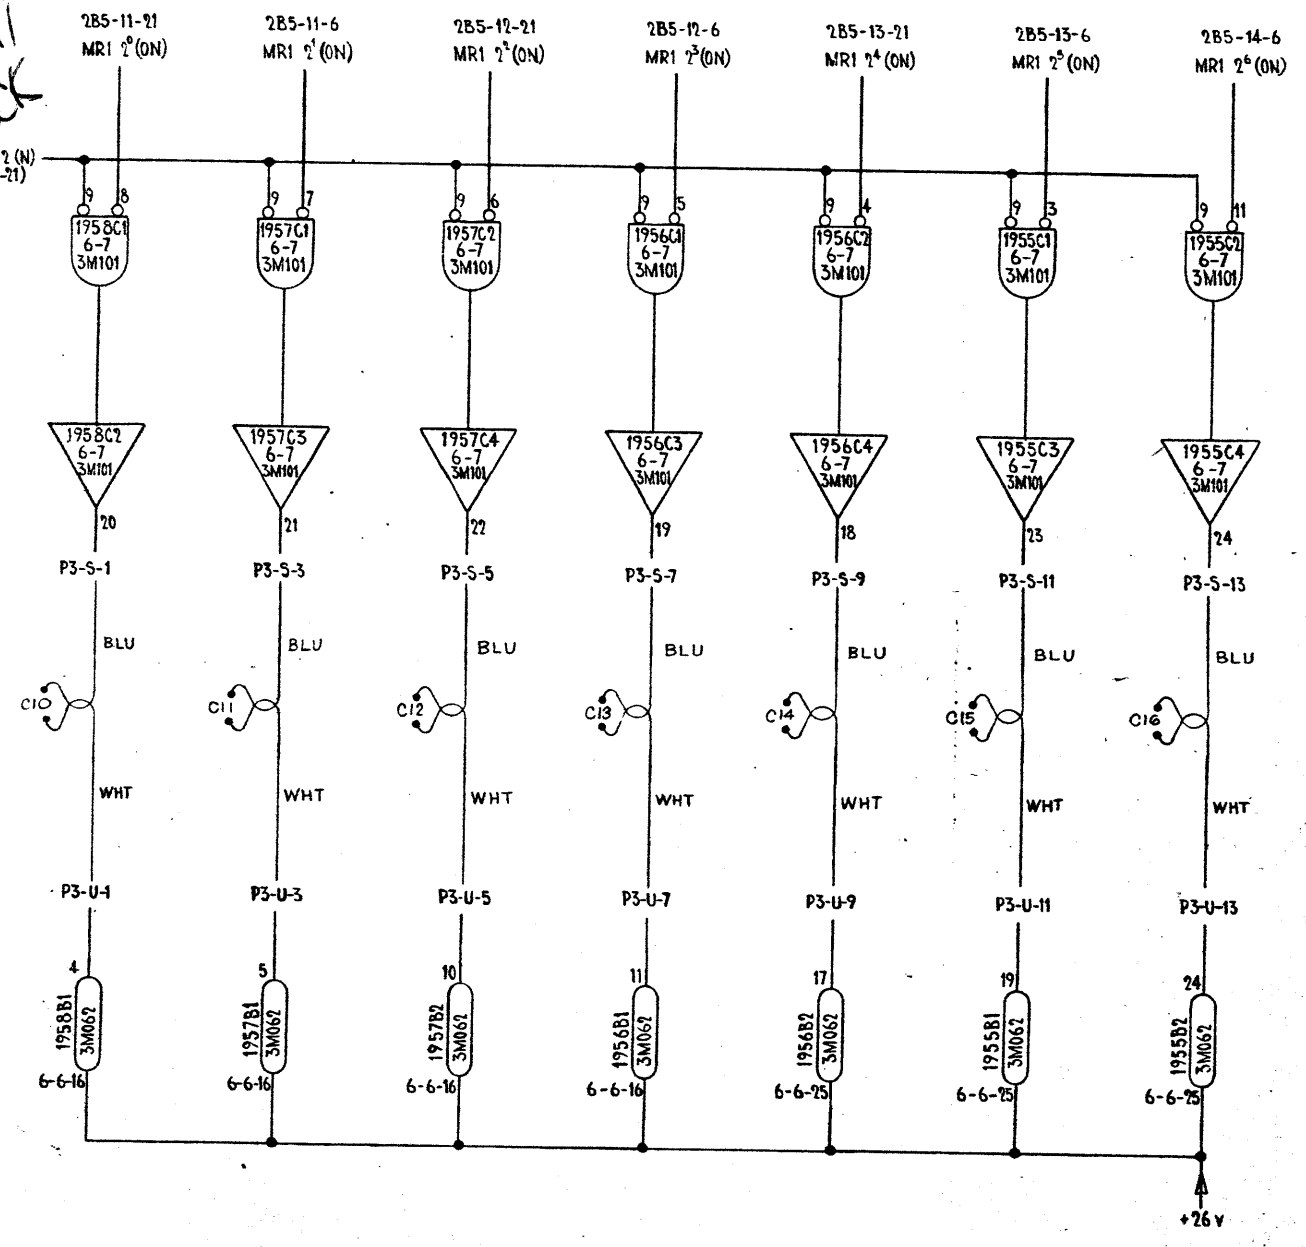 2B5-11-21 2B5-11-6 2B5-12-21 2B5-12-6 2B5-13-21 2B5-13-6 2B5-14-6
MR1 2⁰(ON) MR1 2¹(ON) MR1 2²(ON) MR1 2³(ON) MR1 2⁴(ON) MR1 2⁵(ON) MR1 2⁶(ON)
2 (N)
-21)
9 8 9 7 9 6 9 5 9 4 9 3 9 11
1958C1 1957C1 1957C2 1956C1 1956C2 1955C1 1955C2
6-7 6-7 6-7 6-7 6-7 6-7 6-7
3M101 3M101 3M101 3M101 3M101 3M101 3M101
1958C2 1957C3 1957C4 1956C3 1956C4 1955C3 1955C4
6-7 6-7 6-7 6-7 6-7 6-7 6-7
3M101 3M101 3M101 3M101 3M101 3M101 3M101
20 21 22 19 18 23 24
P3-S-1 P3-S-3 P3-S-5 P3-S-7 P3-S-9 P3-S-11 P3-S-13
BLU BLU BLU BLU BLU BLU BLU
C10 C11 C12 C13 C14 C15 C16
WHT WHT WHT WHT WHT WHT WHT
P3-U-1 P3-U-3 P3-U-5 P3-U-7 P3-U-9 P3-U-11 P3-U-13
4 5 10 11 17 19 24
1958B1 1957B1 1957B2 1956B1 1956B2 1955B1 1955B2
3M062 3M062 3M062 3M062 3M062 3M062 3M062
6-6-16 6-6-16 6-6-16 6-6-16 6-6-25 6-6-25 6-6-25
+26 V